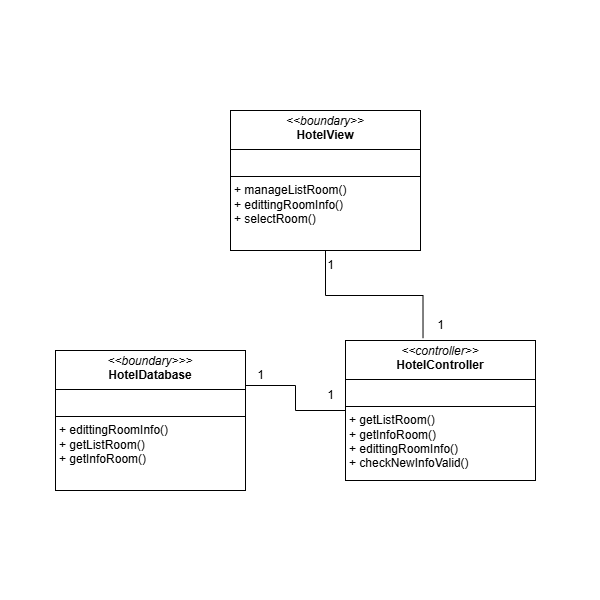 <<boundary>>
HotelView
+ manageListRoom()
+ edittingRoomInfo()
+ selectRoom()
1
1
<<controller>>
HotelController
+ getListRoom()
+ getInfoRoom()
+ edittingRoomInfo()
+ checkNewInfoValid()
1
1
<<boundary>>>
HotelDatabase
+ edittingRoomInfo()
+ getListRoom()
+ getInfoRoom()